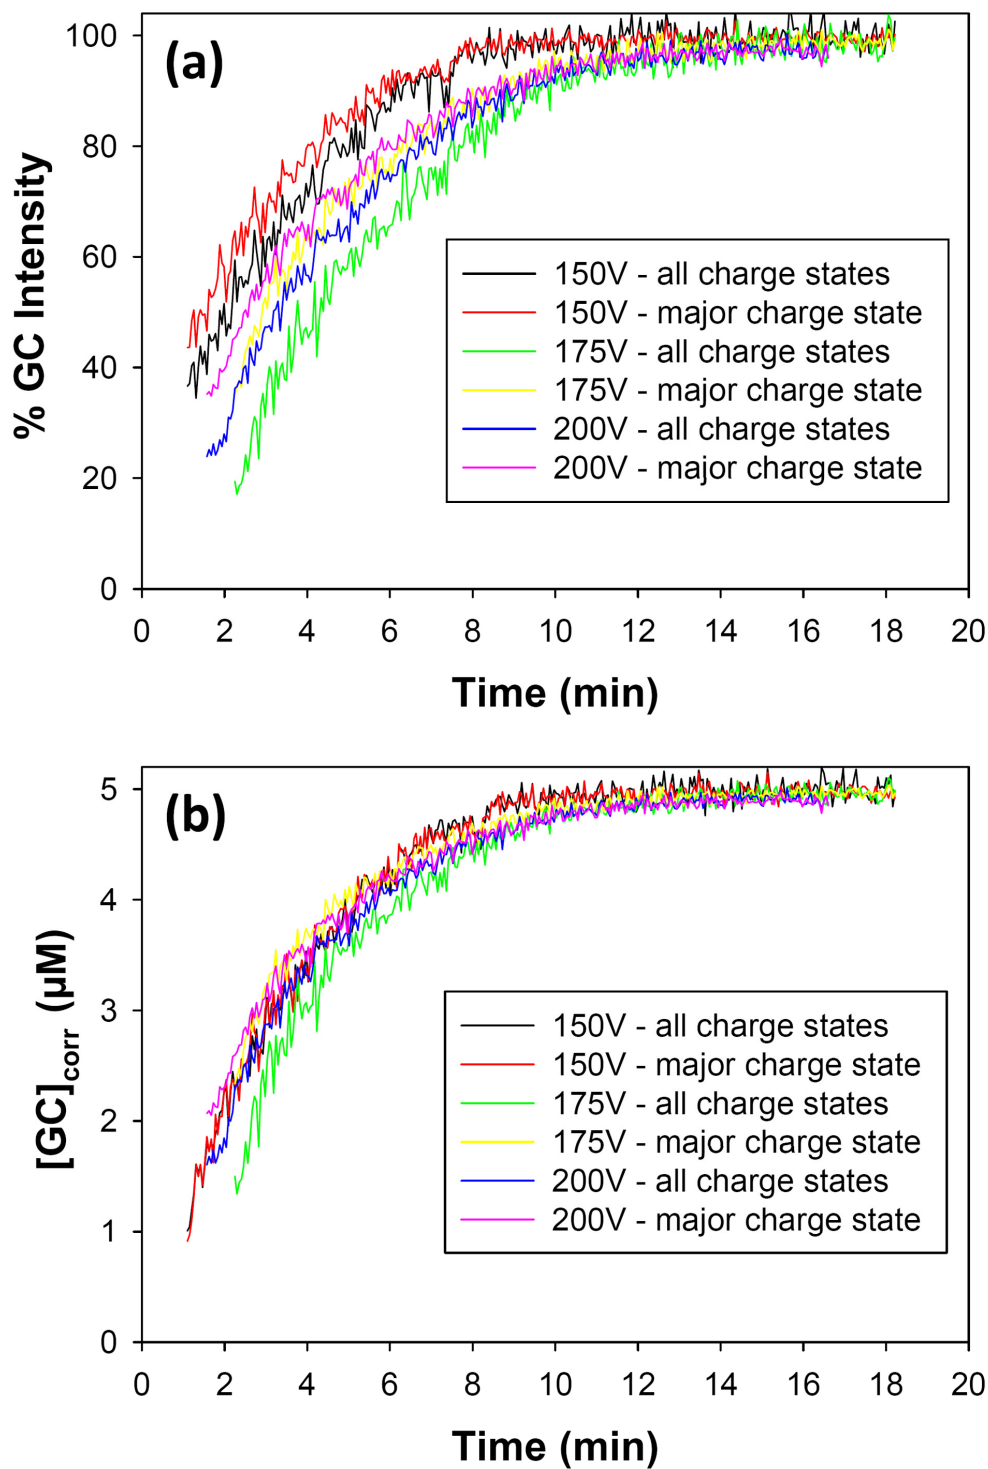 (a)
% GC Intensity
100
80
60
40
20
0
150V - all charge states
150V - major charge state
175V - all charge states
175V - major charge state
200V - all charge states
200V - major charge state
0 2 4 6 8 10 12 14 16 18 20
Time (min)
(b)
[GC]corr (μM)
5
4
3
2
1
0
150V - all charge states
150V - major charge state
175V - all charge states
175V - major charge state
200V - all charge states
200V - major charge state
0 2 4 6 8 10 12 14 16 18 20
Time (min)